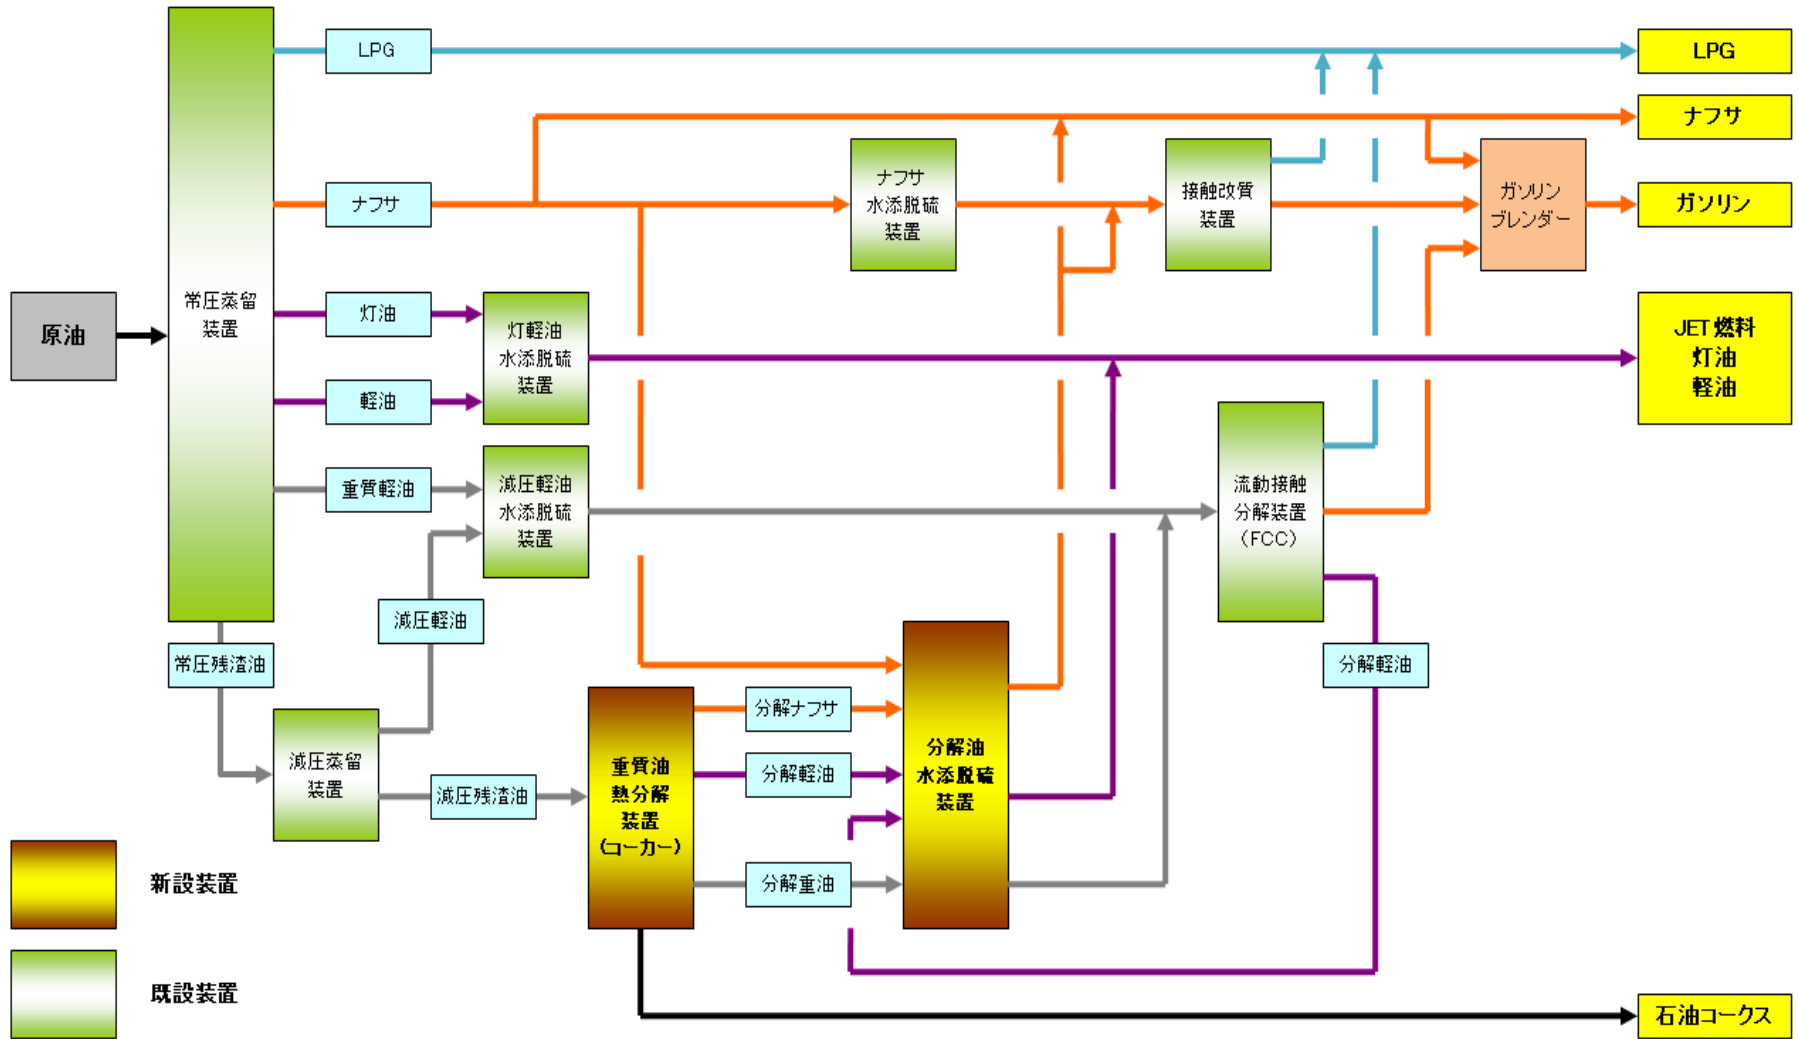 LPG
LPG
ナフサ
ナフサ
水添脱硫
装置
接触改質
装置
ガソリン
ブレンダー
ナフサ
ガソリン
原油
常圧蒸留
装置
灯油
軽油
灯軽油
水添脱硫
装置
JET燃料
灯油
軽油
重質軽油
減圧軽油
水添脱硫
装置
流動接触
分解装置
(FCC)
減圧軽油
常圧残渣油
分解軽油
減圧蒸留
装置
減圧残渣油
重質油
熱分解
装置
(コーカー)
分解ナフサ
分解軽油
分解重油
分解油
水添脱硫
装置
新設装置
既設装置
石油コークス